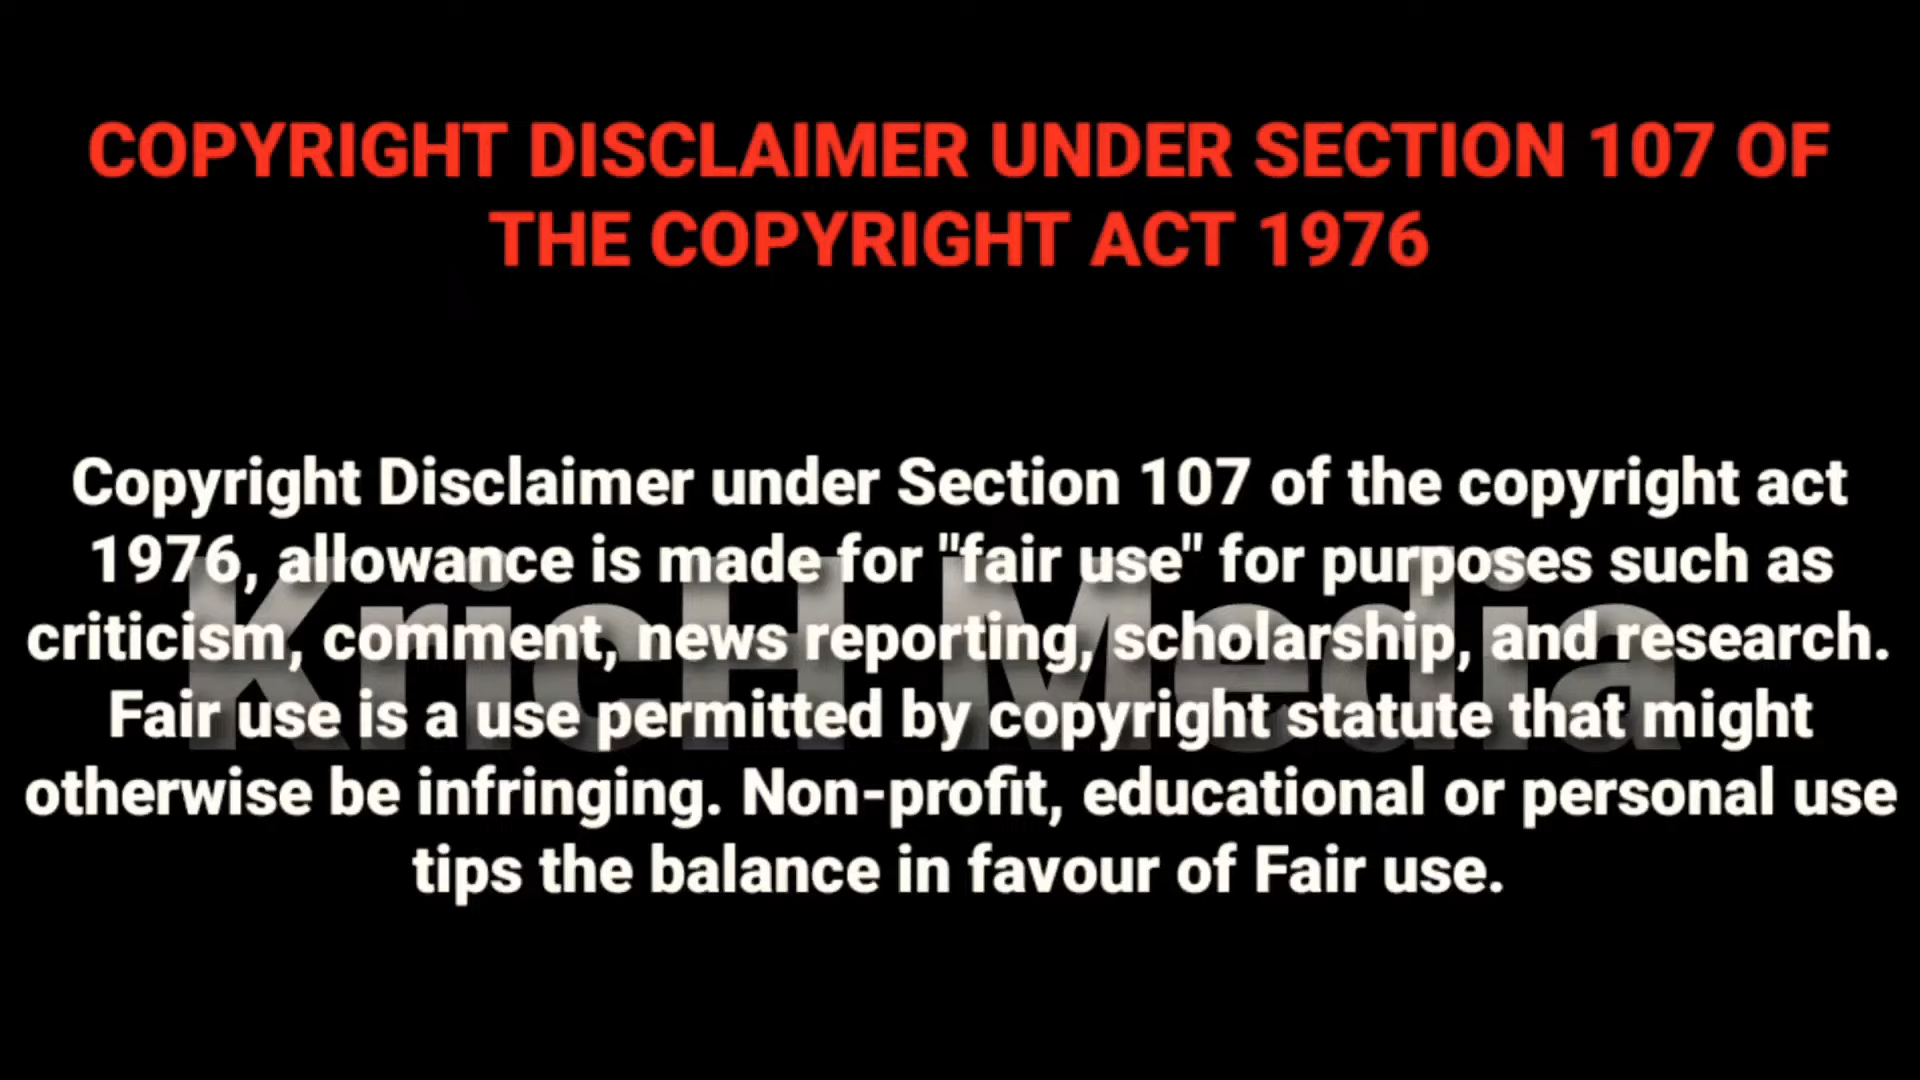 COPYRIGHT DISCLAIMER UNDER SECTION 107 OF
THE COPYRIGHT ACT 1976
Copyright Disclaimer under Section 107 of the copyright act
1976, allowance is made for "fair use" for purposes such as
criticism, comment, news reporting, scholarship, and research.
Fair use is a use permitted by copyright statute that might
otherwise be infringing. Non-profit, educational or personal use
tips the balance in favour of Fair use.
KricH Media